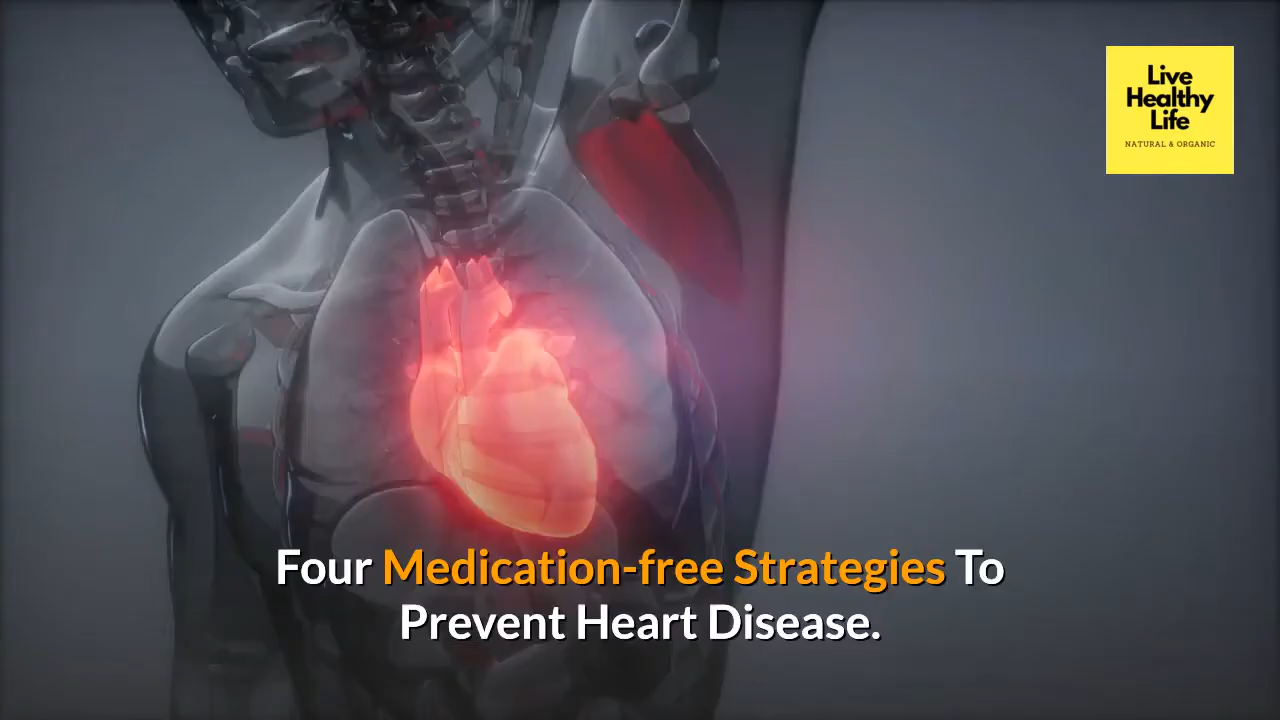 Live
Healthy
Life
NATURAL & ORGANIC
Four Medication-free Strategies To
Prevent Heart Disease.